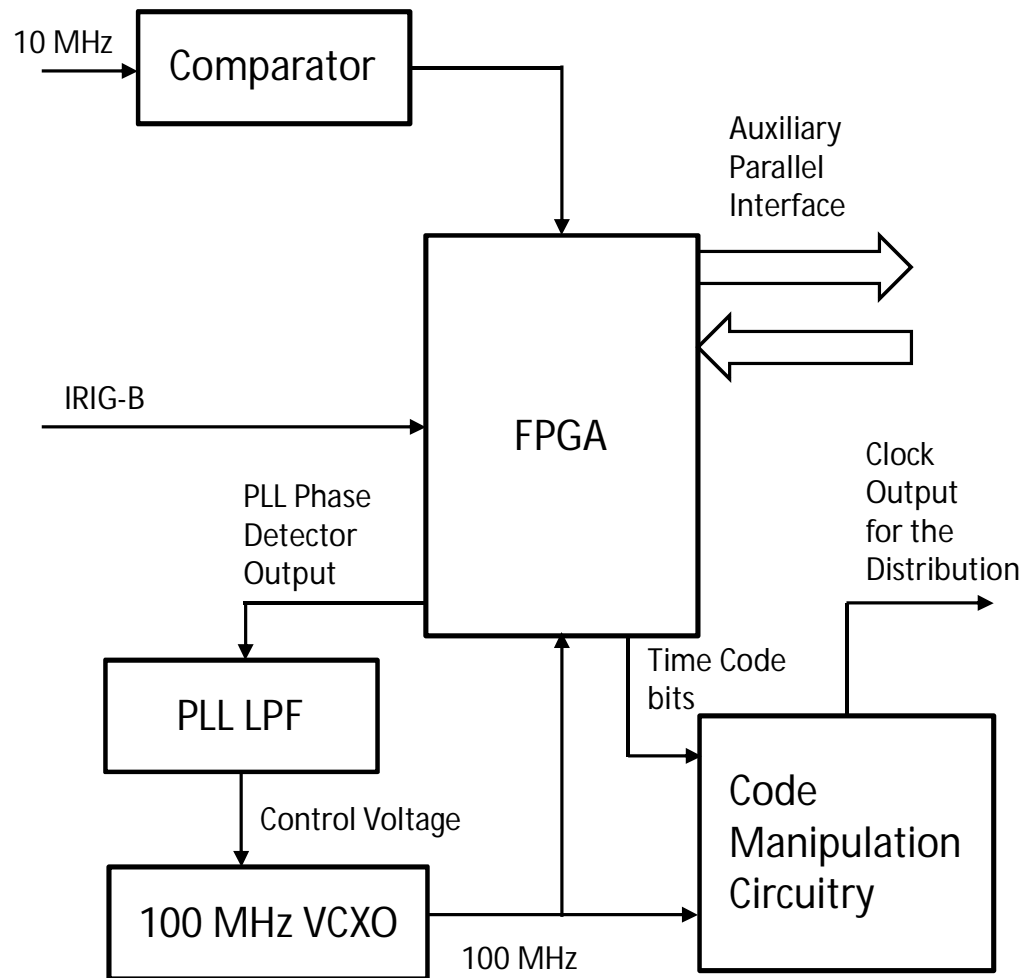 10 MHz
Comparator
Auxiliary
Parallel
Interface
IRIG-B
FPGA
Clock
Output
for the
Distribution
PLL Phase
Detector
Output
Time Code
bits
PLL LPF
Control Voltage
Code
Manipulation
Circuitry
100 MHz VCXO
100 MHz